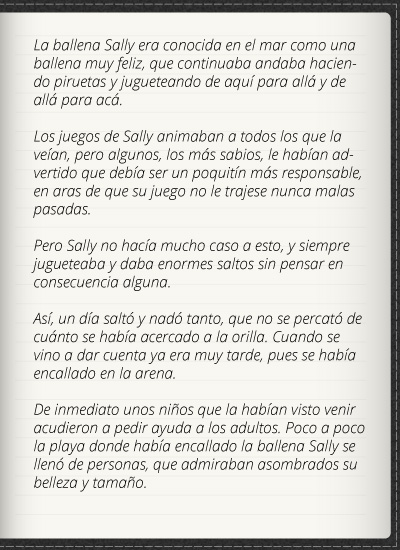 La ballena Sally era conocida en el mar como una
ballena muy feliz, que continuaba andaba hacien-
do piruetas y jugueteando de aquí para allá y de
allá para acá.
Los juegos de Sally animaban a todos los que la
veían, pero algunos, los más sabios, le habían ad-
vertido que debía ser un poquitín más responsable,
en aras de que su juego no le trajese nunca malas
pasadas.
Pero Sally no hacía mucho caso a esto, y siempre
jugueteaba y daba enormes saltos sin pensar en
consecuencia alguna.
Así, un día saltó y nadó tanto, que no se percató de
cuánto se había acercado a la orilla. Cuando se
vino a dar cuenta ya era muy tarde, pues se había
encallado en la arena.
De inmediato unos niños que la habían visto venir
acudieron a pedir ayuda a los adultos. Poco a poco
la playa donde había encallado la ballena Sally se
llenó de personas, que admiraban asombrados su
belleza y tamaño.